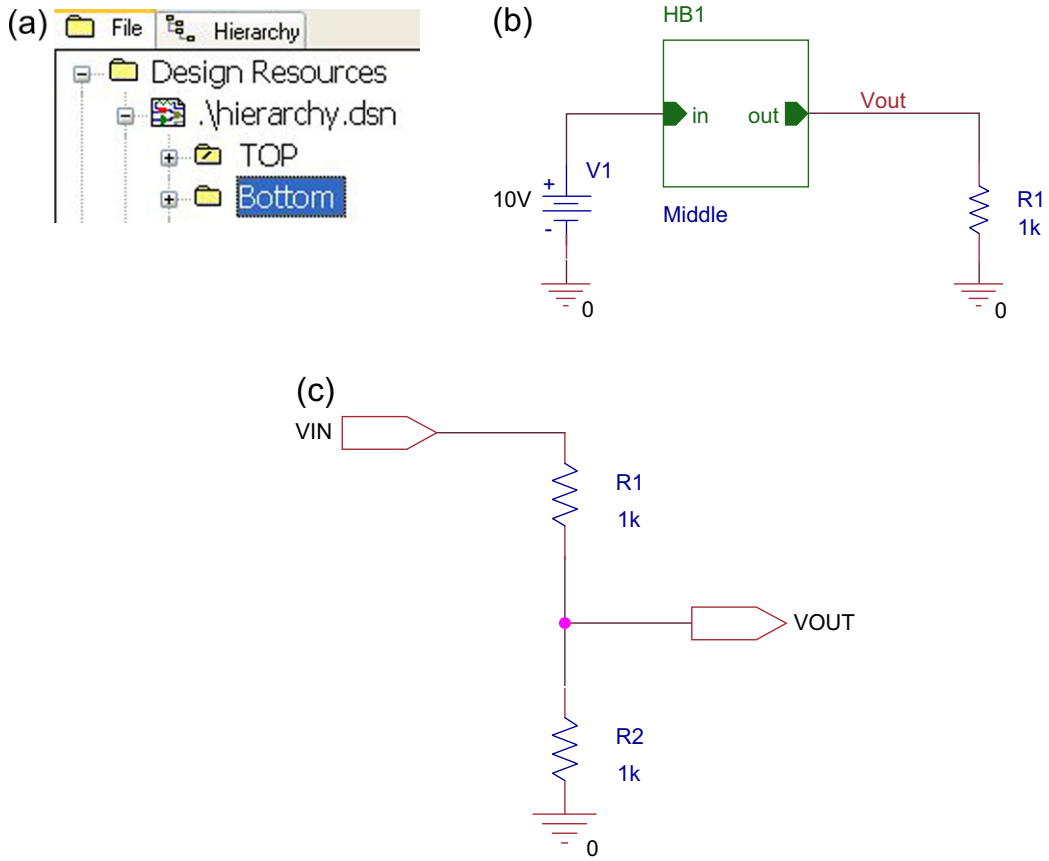 (a)
File
Hierarchy
Design Resources
.\hierarchy.dsn
TOP
Bottom
(b)
HB1
in
out
Vout
V1
+
10V
-
Middle
R1
1k
0
0
(c)
VIN
R1
1k
VOUT
R2
1k
0